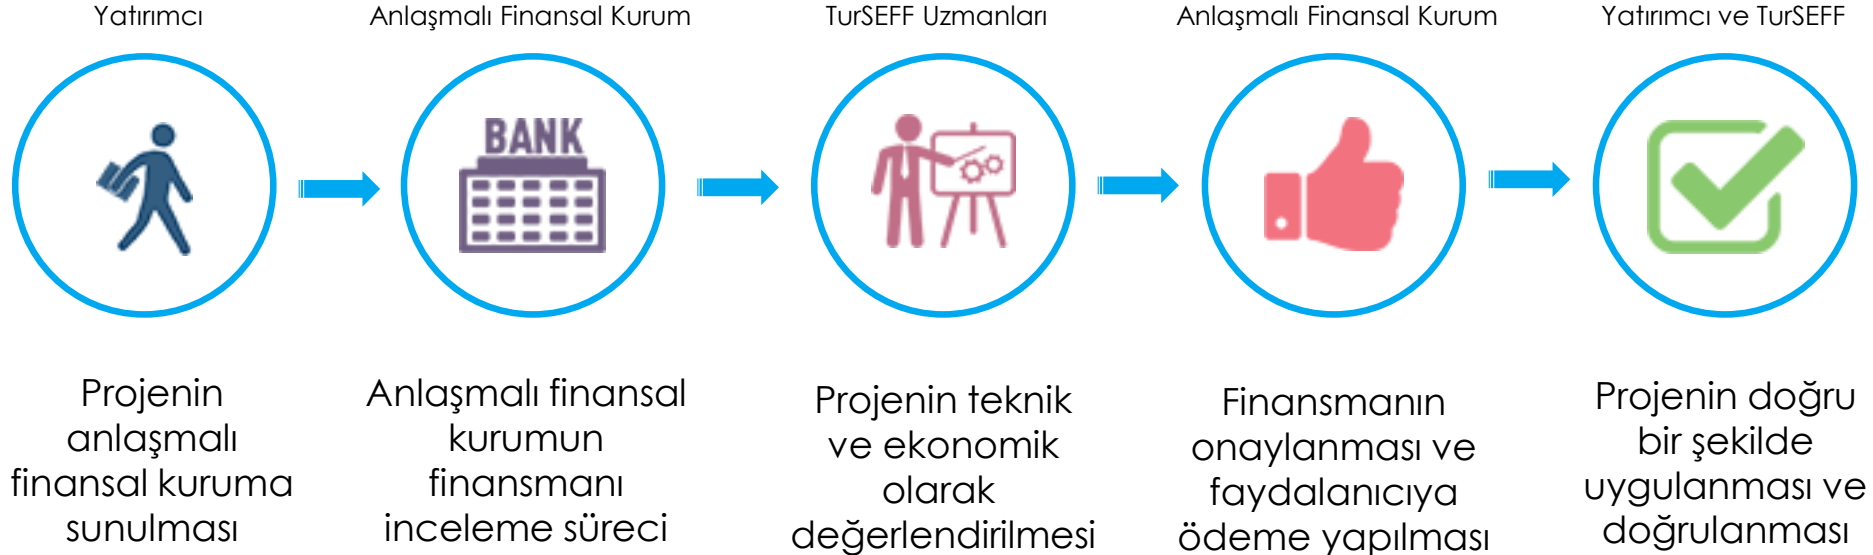 Yatırımcı
Anlaşmalı Finansal Kurum
TurSEFF Uzmanları
Anlaşmalı Finansal Kurum
Yatırımcı ve TurSEFF
BANK
Projenin
anlaşmalı
finansal kuruma
sunulması
Anlaşmalı finansal
kurumun
finansmanı
inceleme süreci
Projenin teknik
ve ekonomik
olarak
değerlendirilmesi
Finansmanın
onaylanması ve
faydalanıcıya
ödeme yapılması
Projenin doğru
bir şekilde
uygulanması ve
doğrulanması